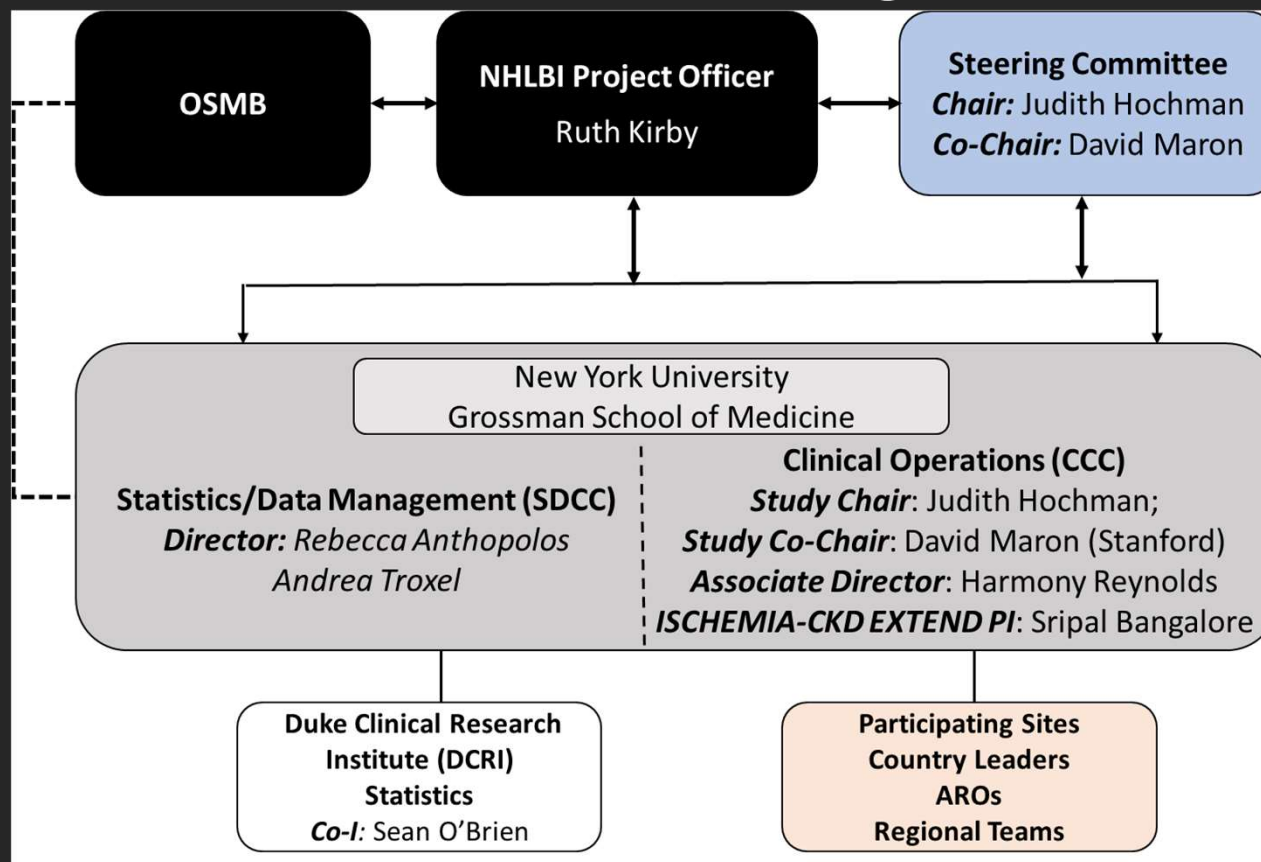 OSMB
NHLBI Project Officer
Ruth Kirby
Steering Committee
Chair: Judith Hochman
Co-Chair: David Maron
New York University
Grossman School of Medicine
Statistics/Data Management (SDCC)
Director: Rebecca Anthopolos
Andrea Troxel
Clinical Operations (CCC)
Study Chair: Judith Hochman;
Study Co-Chair: David Maron (Stanford)
Associate Director: Harmony Reynolds
ISCHEMIA-CKD EXTEND PI: Sripal Bangalore
Duke Clinical Research
Institute (DCRI)
Statistics
Co-I: Sean O’Brien
Participating Sites
Country Leaders
AROs
Regional Teams